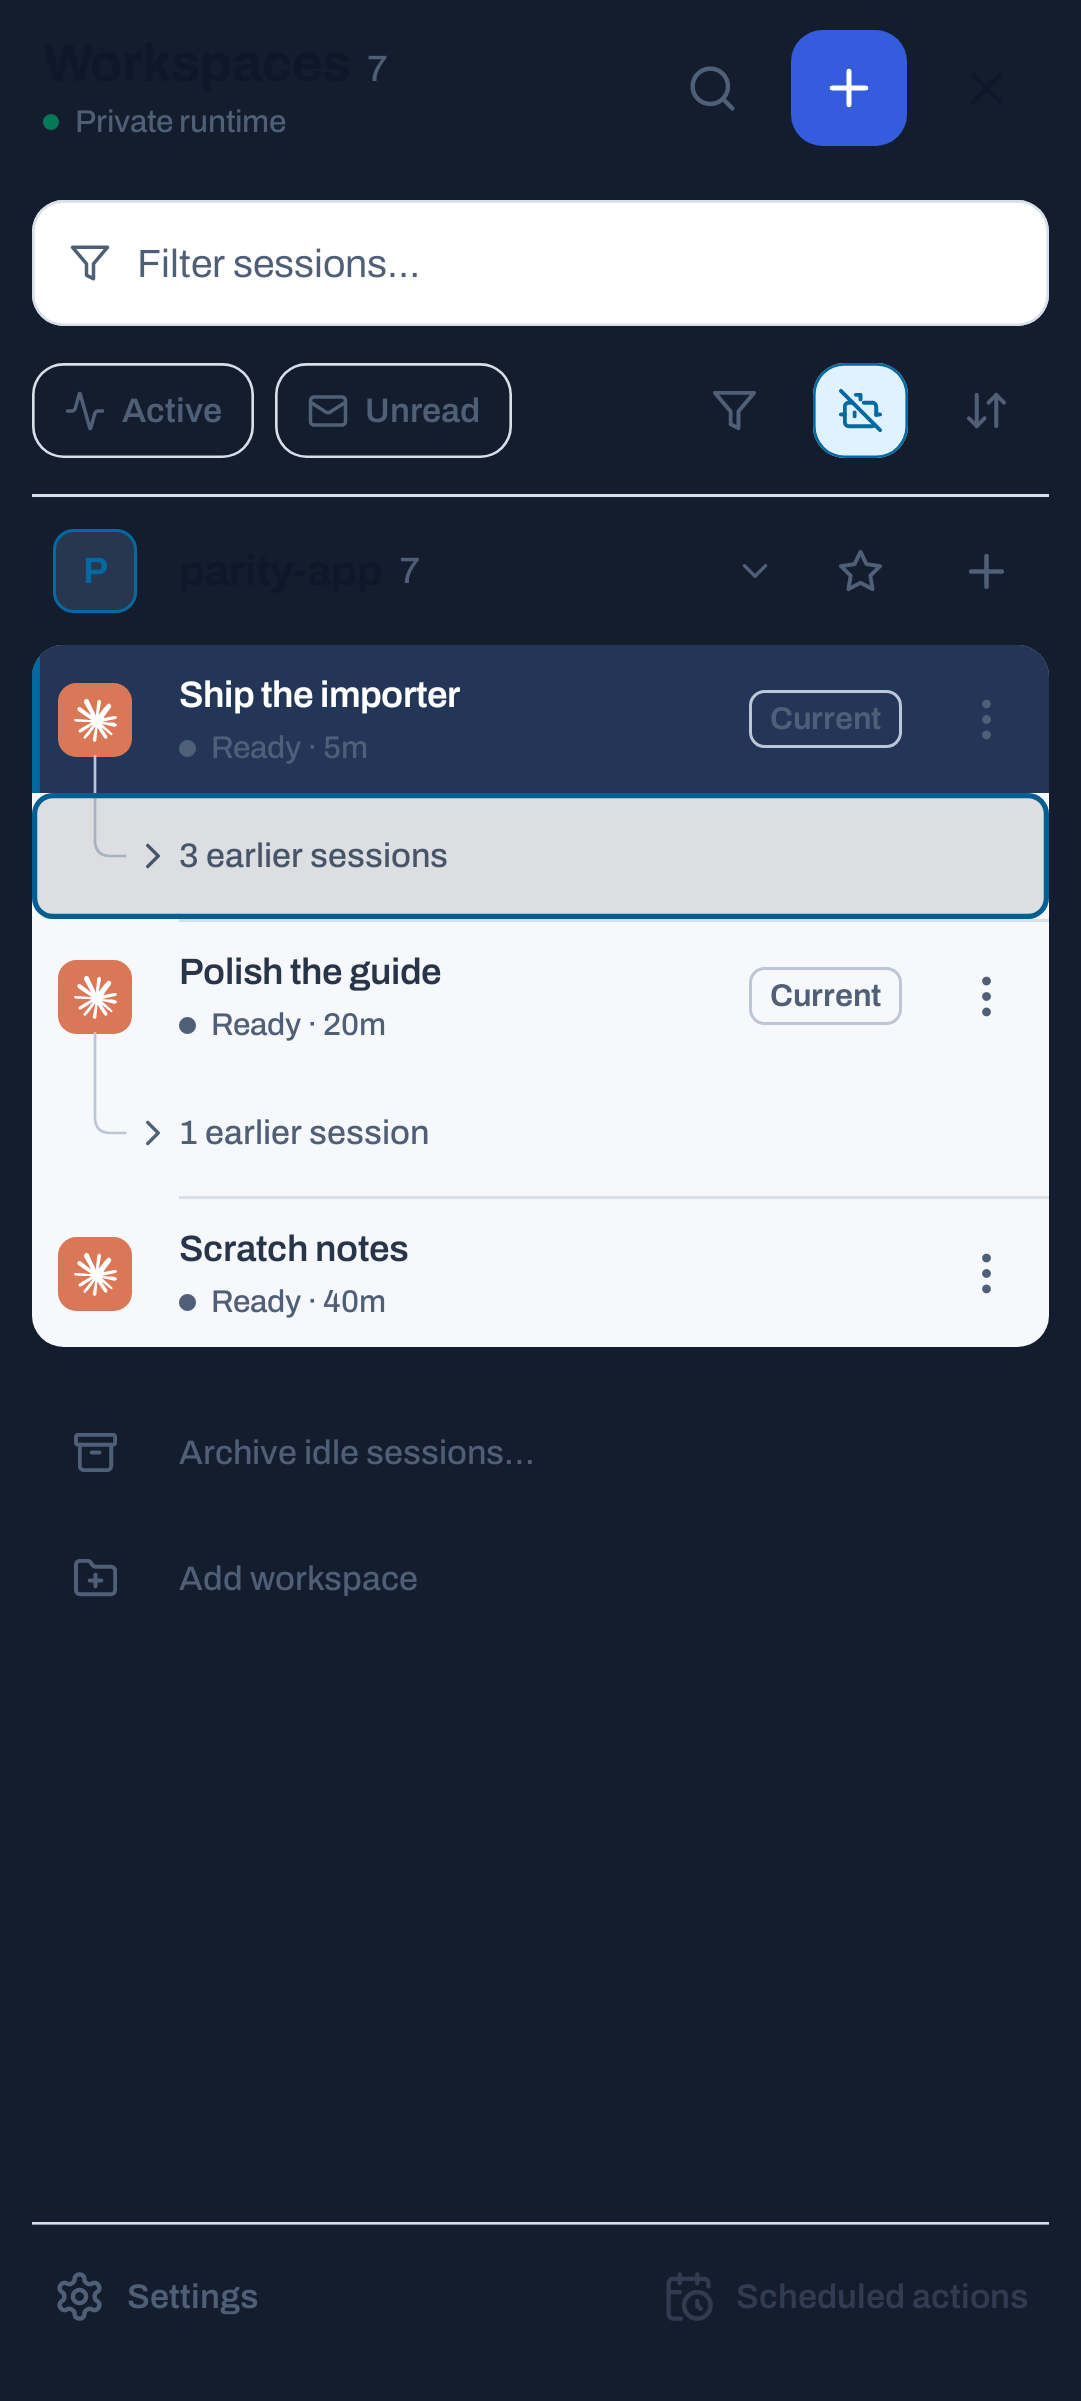 Workspaces 7
Private runtime
Filter sessions...
Active
Unread
P
parity-app 7
Ship the importer
Ready · 5m
Current
3 earlier sessions
Polish the guide
Ready · 20m
Current
1 earlier session
Scratch notes
Ready · 40m
Archive idle sessions...
Add workspace
Settings
Scheduled actions